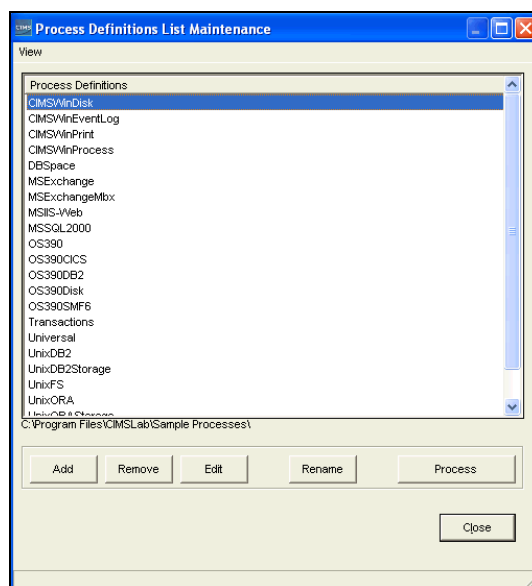 CIMS Process Definitions List Maintenance
View
Process Definitions
CIMSWinDisk
CIMSWinEventLog
CIMSWinPrint
CIMSWinProcess
DBSpace
MSExchange
MSExchangeMbx
MSIIS-Web
MSSQL2000
OS390
OS390CICS
OS390DB2
OS390Disk
OS390SMF6
Transactions
Universal
UnixDB2
UnixDB2Storage
UnixFS
UnixORA
UnixORAStorage
C:\Program Files\CIMSLab\Sample Processes\
Add Remove Edit Rename Process
Close